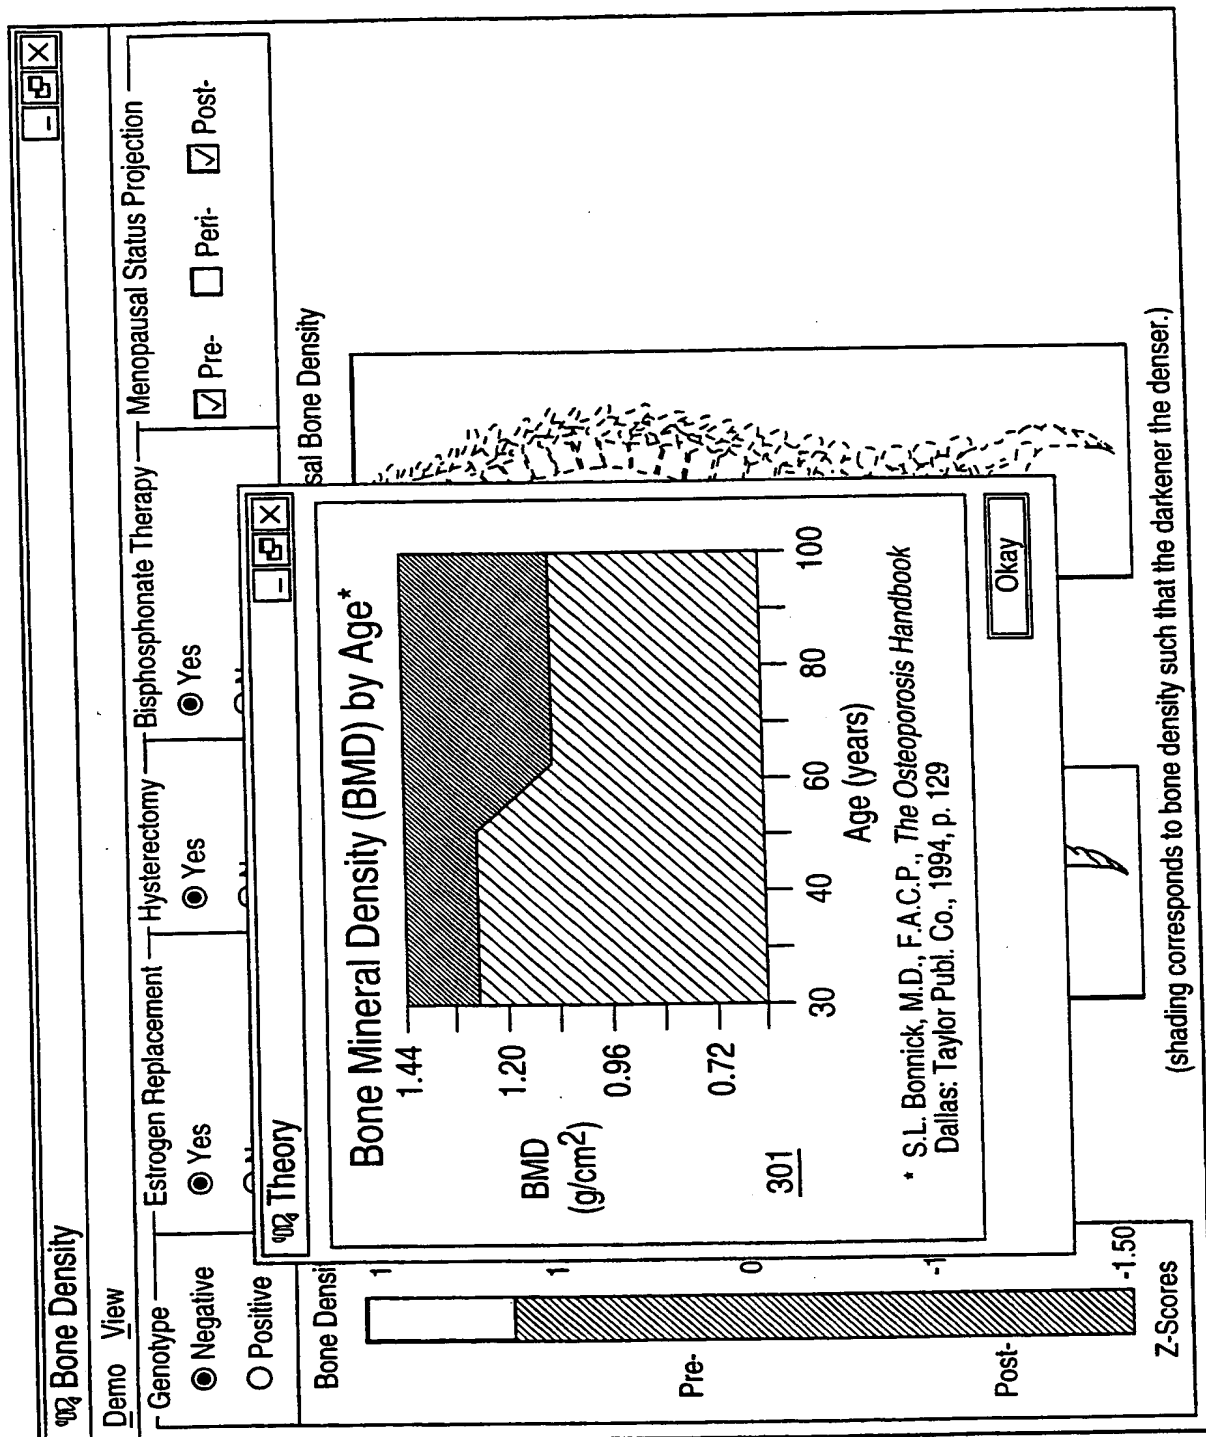 Bone Density
Demo View
Genotype
Negative
Positive
Estrogen Replacement
Yes
Hysterectomy
Yes
Bisphosphonate Therapy
Yes
Menopausal Status Projection
Pre-
Peri-
Post-
Bone Densi
sal Bone Density
1
1
0
-1
-1.50
Pre-
Post-
Z-Scores
Theory
Bone Mineral Density (BMD) by Age*
BMD
(g/cm²)
1.44
1.20
0.96
0.72
30
40
60
80
100
Age (years)
301
* S.L. Bonnick, M.D., F.A.C.P., The Osteoporosis Handbook
Dallas: Taylor Publ. Co., 1994, p. 129
Okay
(shading corresponds to bone density such that the darkener the denser.)